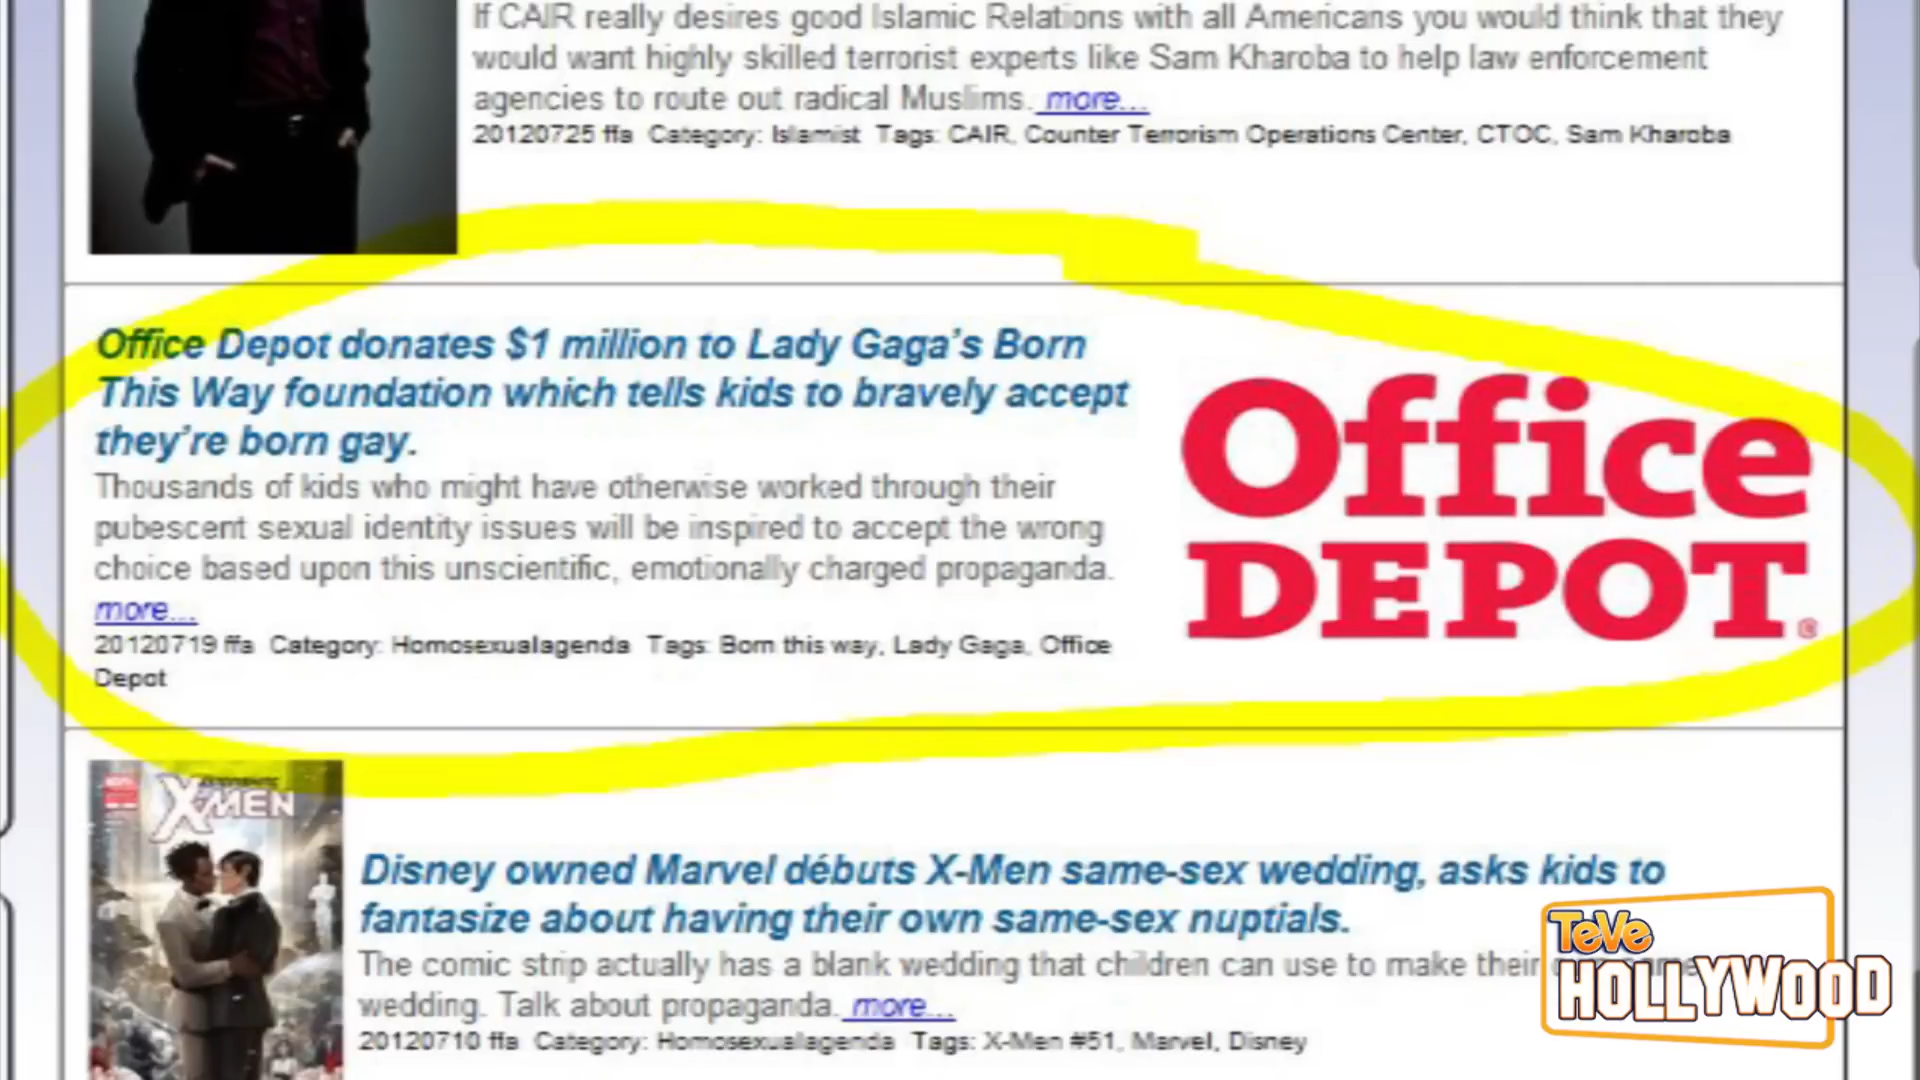 If CAIR really desires good Islamic Relations with all Americans you would think that they
would want highly skilled terrorist experts like Sam Kharoba to help law enforcement
agencies to route out radical Muslims. more...
20120725 ffa Category: Islamist Tags: CAIR, Counter Terrorism Operations Center, CTOC, Sam Kharoba
Office Depot donates $1 million to Lady Gaga's Born
This Way foundation which tells kids to bravely accept
they're born gay.
Thousands of kids who might have otherwise worked through their
pubescent sexual identity issues will be inspired to accept the wrong
choice based upon this unscientific, emotionally charged propaganda.
more...
20120719 ffa Category: Homosexualagenda Tags: Born this way, Lady Gaga, Office
Depot
Office
DEPOT®
X-MEN
Disney owned Marvel débuts X-Men same-sex wedding, asks kids to
fantasize about having their own same-sex nuptials.
The comic strip actually has a blank wedding that children can use to make their
wedding. Talk about propaganda. more...
20120710 ffa Category: Homosexualagenda Tags: X-Men #51, Marvel, Disney
TeVe
HOLLYWOOD